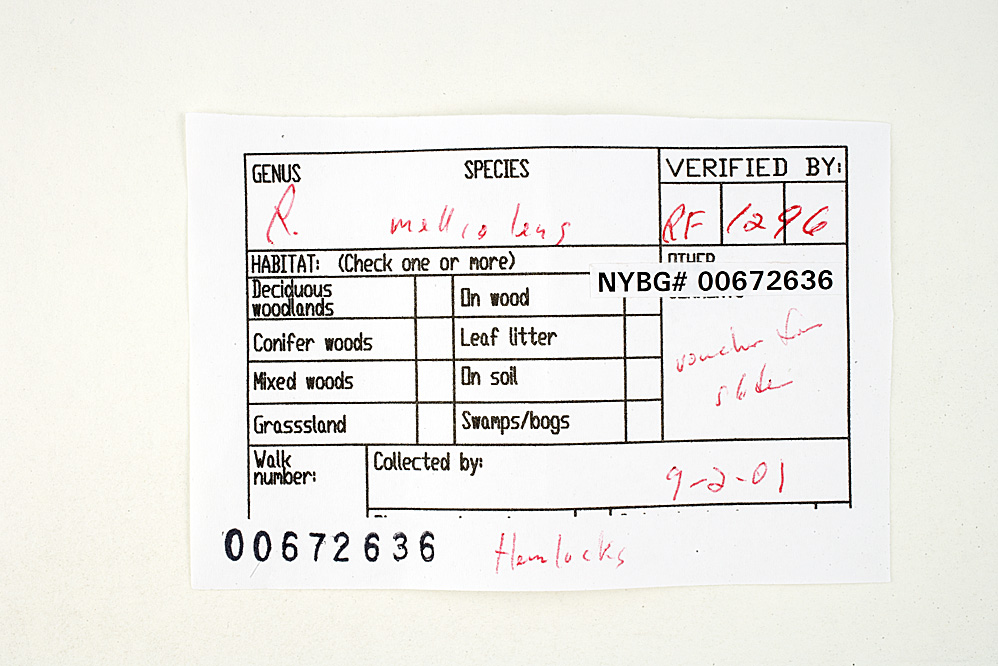 GENUS SPECIES VERIFIED BY:
R. melliolens RF 12 96
HABITAT: (Check one or more) OTHER
NYBG# 00672636
Deciduous woodlands On wood
Conifer woods Leaf litter
voucher for
Mixed woods On soil
slide
Grasssland Swamps/bogs
Walk number: Collected by:
9-2-01
00672636 Hemlocks